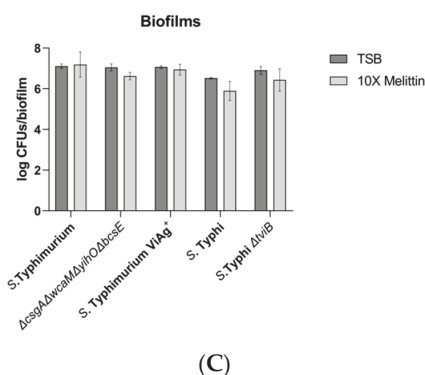 Biofilms
log CFUs/biofilm
8
6
4
2
0
TSB
10X Melittin
S.Typhimurium
ΔcsgAΔwcaMΔyihOΔbcsE
S. Typhimurium ViAg⁺
S. Typhi
S.Typhi ΔtviB
(C)